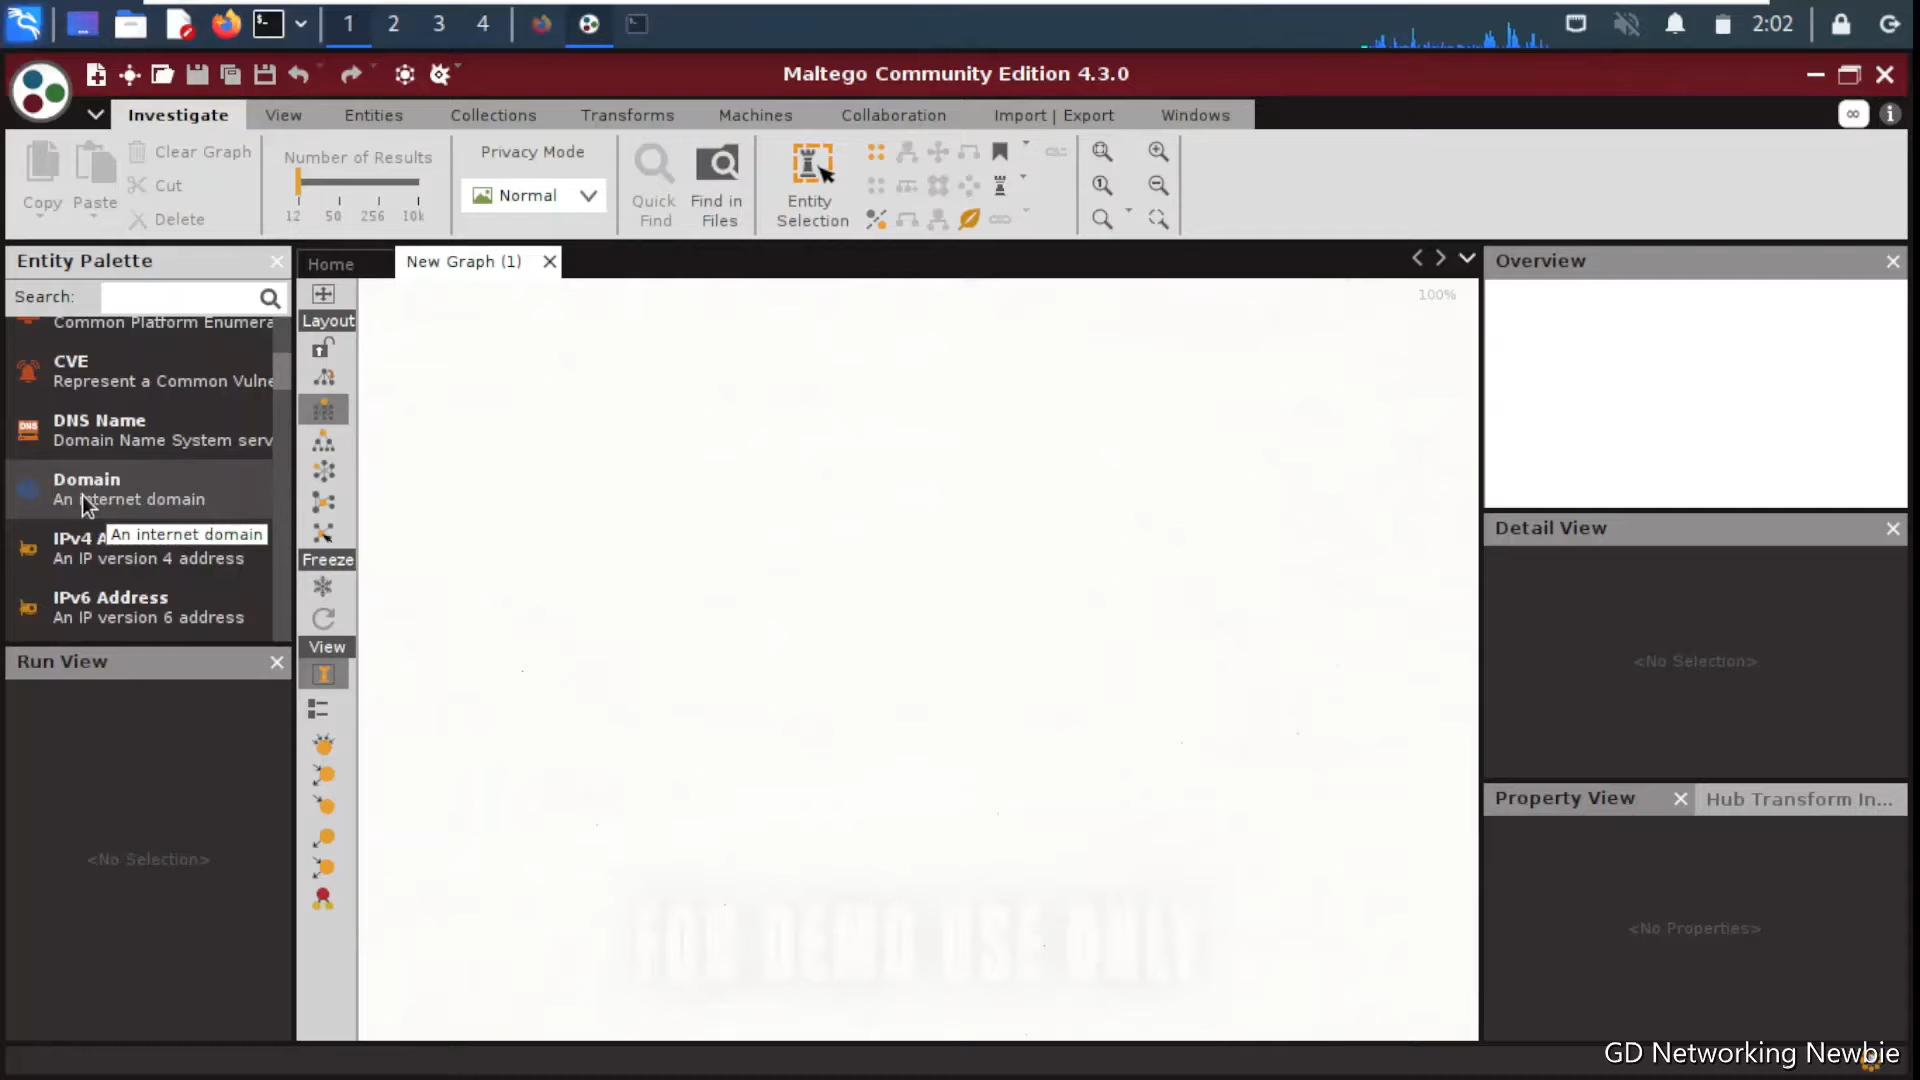 1
2
3
4
2:02
Maltego Community Edition 4.3.0
Investigate
View
Entities
Collections
Transforms
Machines
Collaboration
Import | Export
Windows
Copy
Paste
Clear Graph
Cut
Delete
Number of Results
12 50 256 10k
Privacy Mode
Normal
Quick
Find
Find in
Files
Entity
Selection
Entity Palette
Search:
Common Platform Enumera
CVE
Represent a Common Vulne
DNS
DNS Name
Domain Name System serv
Domain
An internet domain
An internet domain
IPv4 A
An IP version 4 address
IPv6 Address
An IP version 6 address
Run View
<No Selection>
Home
New Graph (1)
Layout
Freeze
View
100%
FOR DEMO USE ONLY
Overview
Detail View
<No Selection>
Property View
Hub Transform In...
<No Properties>
GD Networking Newbie